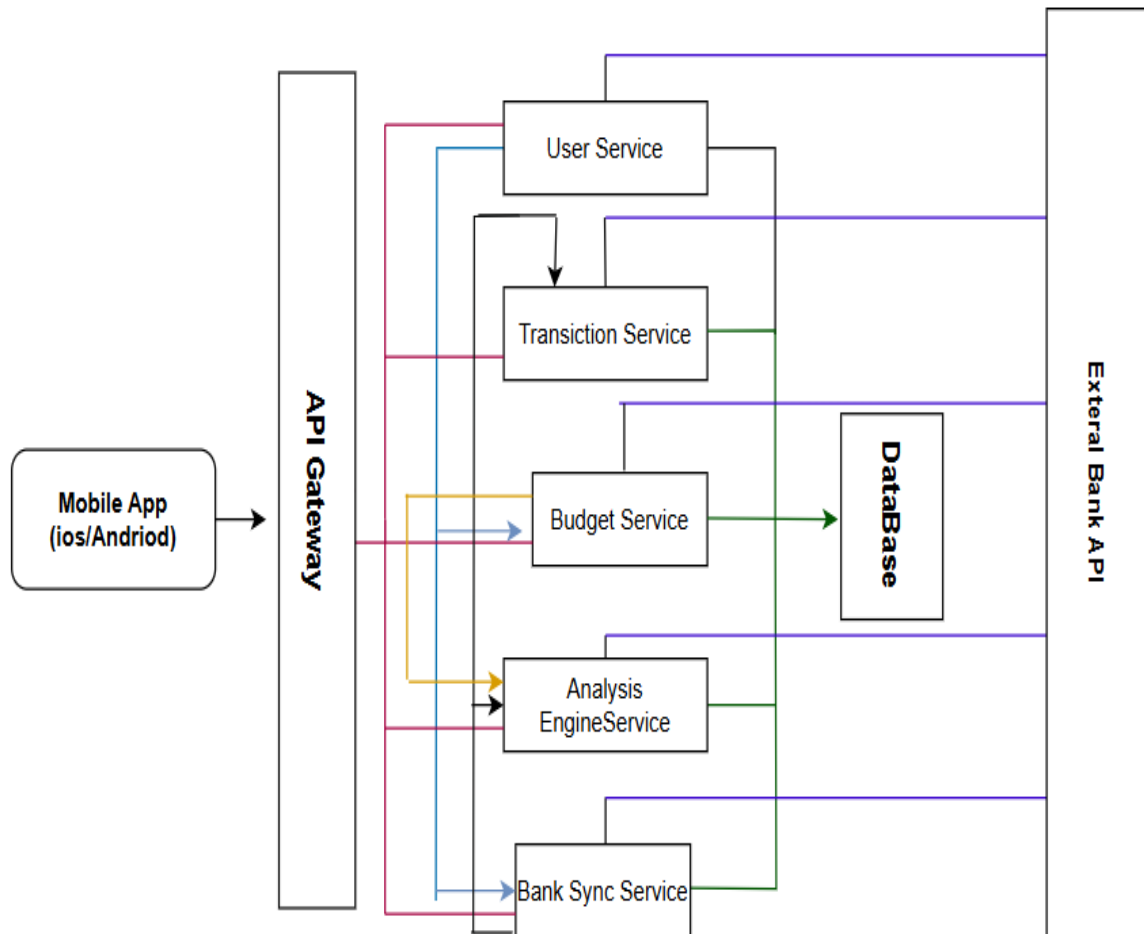 User Service
Transiction Service
API Gateway
Exteral Bank API
Mobile App
(ios/Andriod)
Budget Service
DataBase
Analysis
EngineService
Bank Sync Service